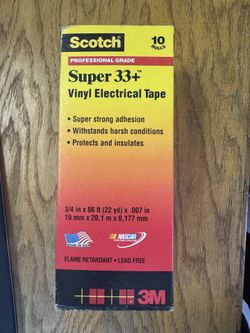 Scotch
10
ROLLS
PROFESSIONAL GRADE
Super 33+™
Vinyl Electrical Tape
• Super strong adhesion
• Withstands harsh conditions
• Protects and insulates
3/4 in x 66 ft (22 yd) x .007 in
19 mm x 20,1 m x 0,177 mm
NASCAR
FLAME RETARDANT • LEAD FREE
3M